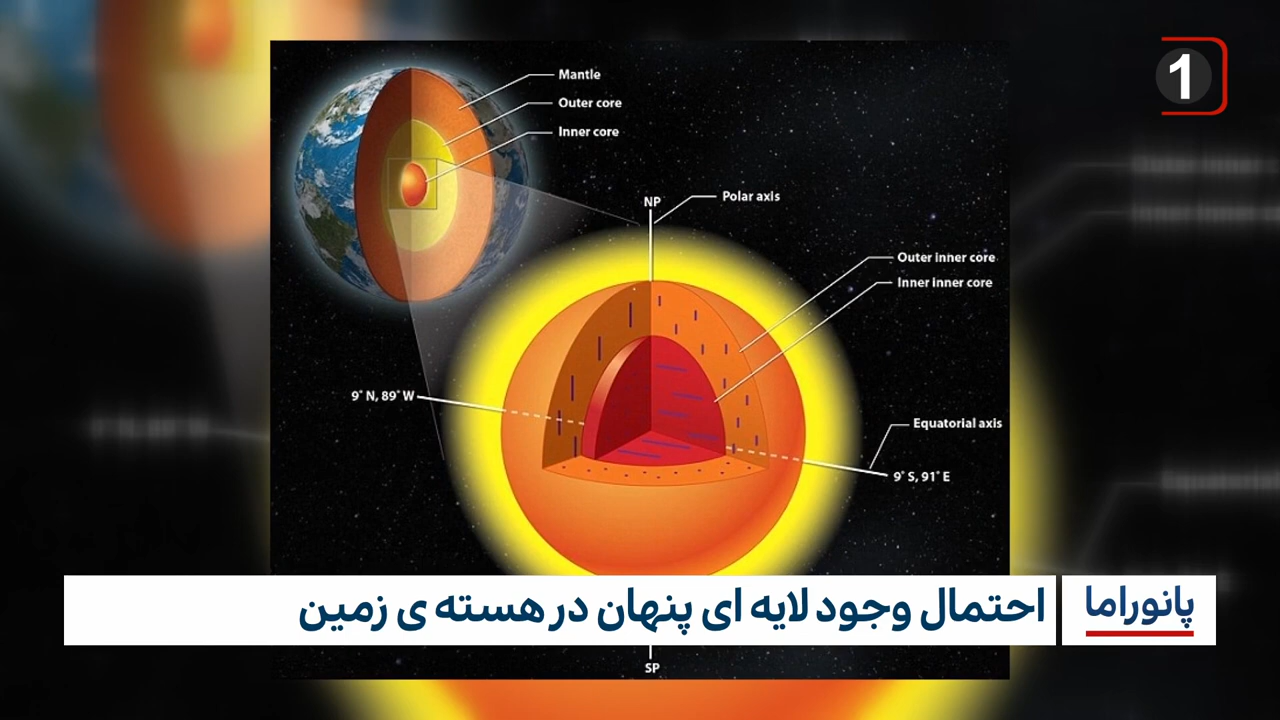 1
Mantle
Outer core
Inner core
NP
Polar axis
Outer inner core
Inner inner core
9° N, 89° W
Equatorial axis
9° S, 91° E
پانوراما
احتمال وجود لایه ای پنهان در هسته ی زمین
SP